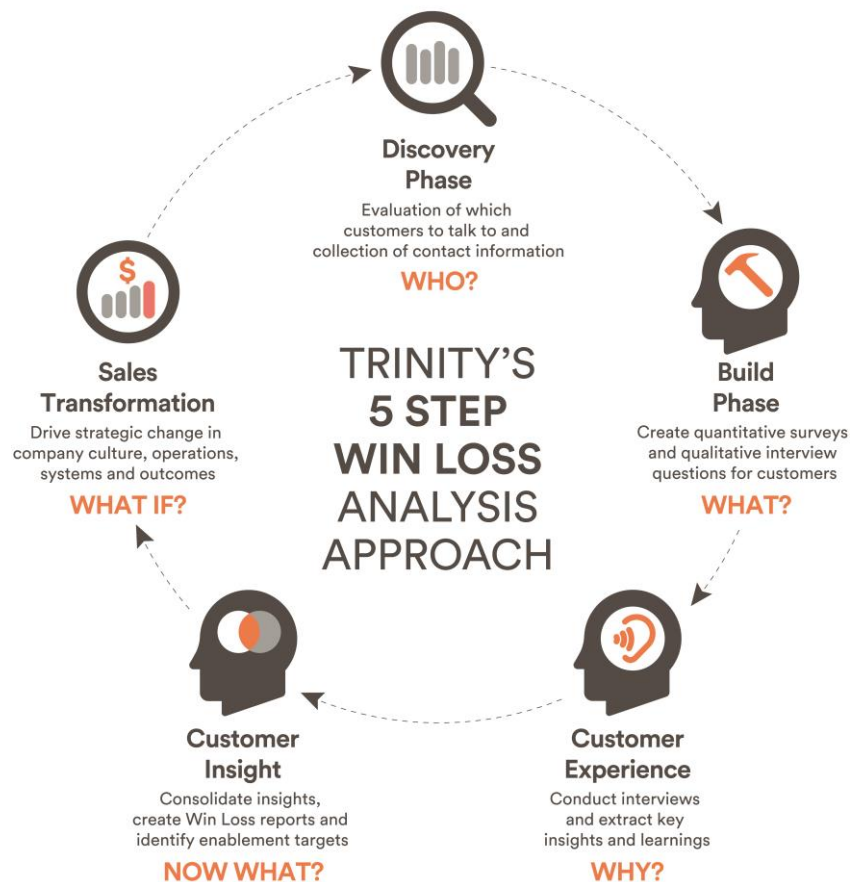 Discovery
Phase
Evaluation of which
customers to talk to and
collection of contact information
WHO?
Build
Phase
Create quantitative surveys
and qualitative interview
questions for customers
WHAT?
Customer
Experience
Conduct interviews
and extract key
insights and learnings
WHY?
Customer
Insight
Consolidate insights,
create Win Loss reports and
identify enablement targets
NOW WHAT?
$
Sales
Transformation
Drive strategic change in
company culture, operations,
systems and outcomes
WHAT IF?
TRINITY’S
5 STEP
WIN LOSS
ANALYSIS
APPROACH